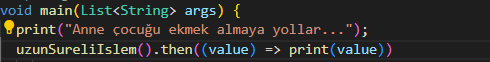 void main(List<String> args) {
print("Anne çocuğu ekmek almaya yollar...");
uzunSureliIslem().then((value) => print(value))